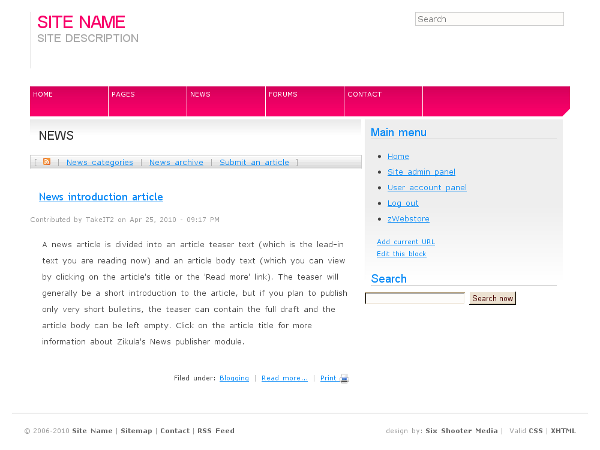 SITE NAME
SITE DESCRIPTION
Search
HOME PAGES NEWS FORUMS CONTACT
NEWS
[ | News categories | News archive | Submit an article ]
News introduction article
Contributed by TakeIT2 on Apr 25, 2010 - 09:17 PM
A news article is divided into an article teaser text (which is the lead-in
text you are reading now) and an article body text (which you can view
by clicking on the article's title or the 'Read more' link). The teaser will
generally be a short introduction to the article, but if you plan to publish
only very short bulletins, the teaser can contain the full draft and the
article body can be left empty. Click on the article title for more
information about Zikula's News publisher module.
Filed under: Blogging | Read more... | Print
Main menu
Home
Site admin panel
User account panel
Log out
zWebstore
Add current URL
Edit this block
Search
Search now
© 2006-2010 Site Name | Sitemap | Contact | RSS Feed
design by: Six Shooter Media | Valid CSS | XHTML